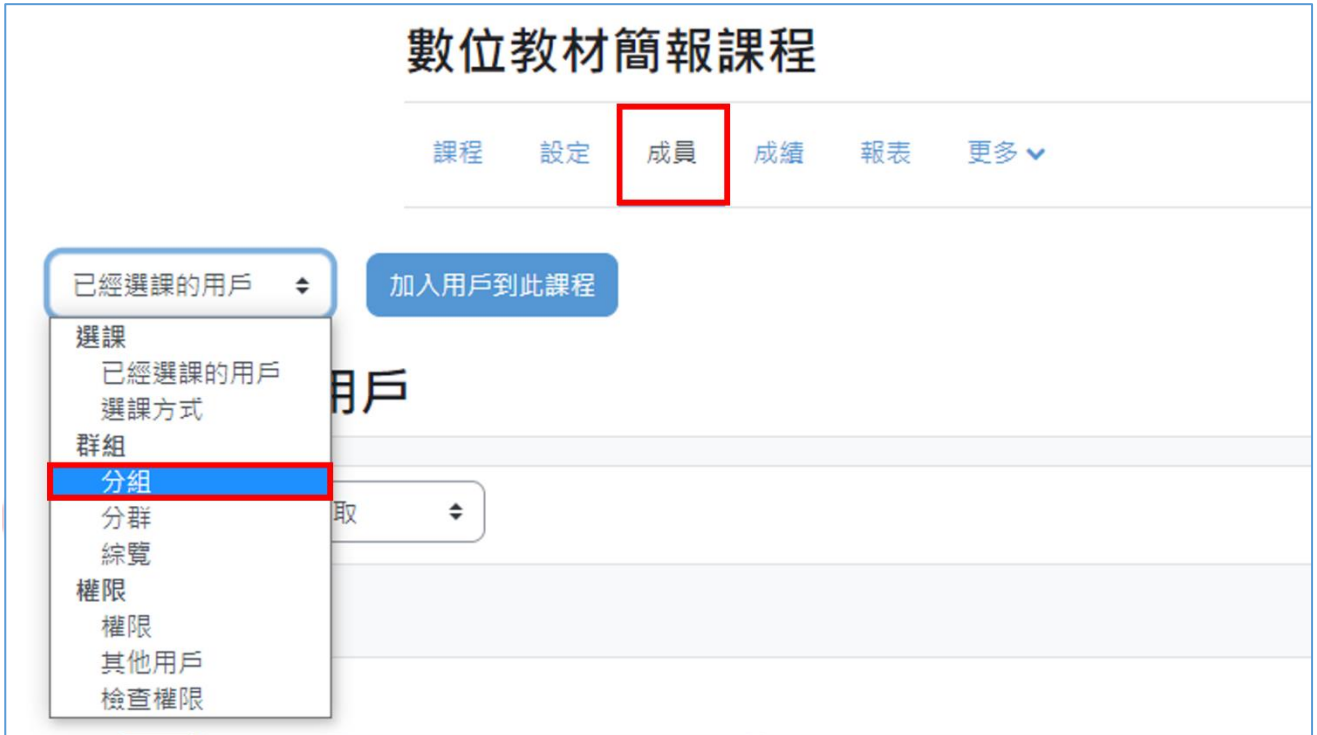 數位教材簡報課程
課程 設定 成員 成績 報表 更多
已經選課的用戶 加入用戶到此課程
選課
已經選課的用戶
選課方式
用戶
群組
分組
分群
取
綜覽
權限
權限
其他用戶
檢查權限